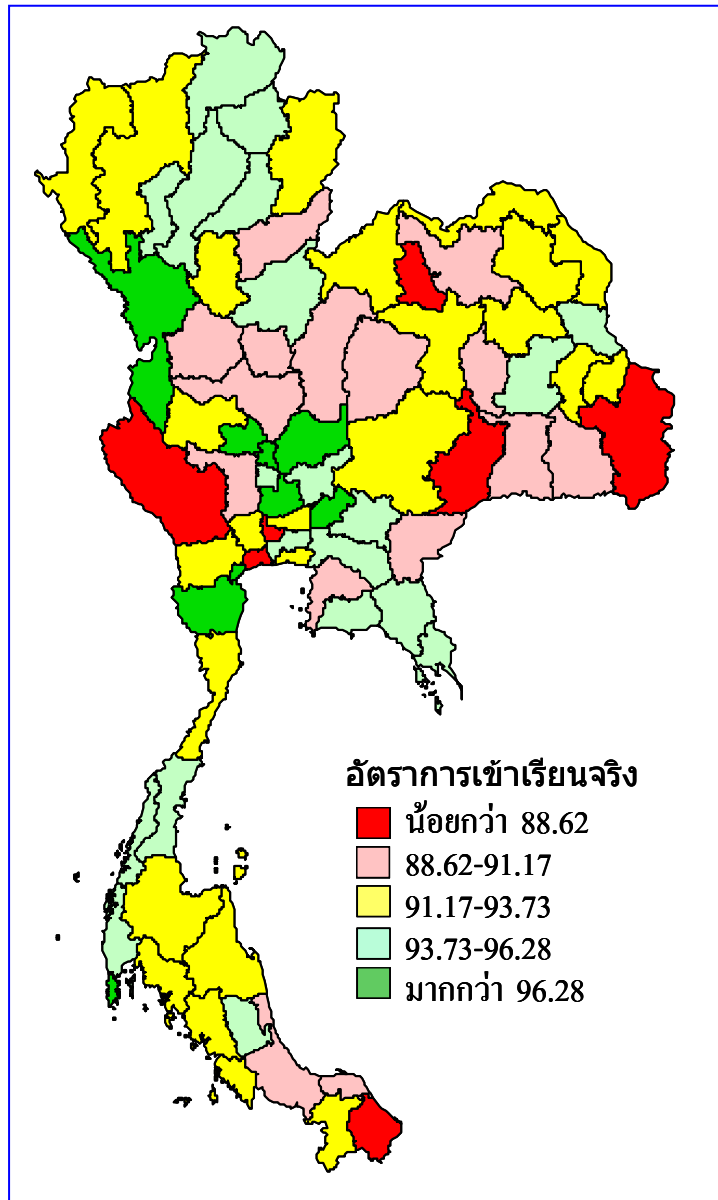 อัตราการเข้าเรียนจริง
น้อยกว่า 88.62
88.62-91.17
91.17-93.73
93.73-96.28
มากกว่า 96.28